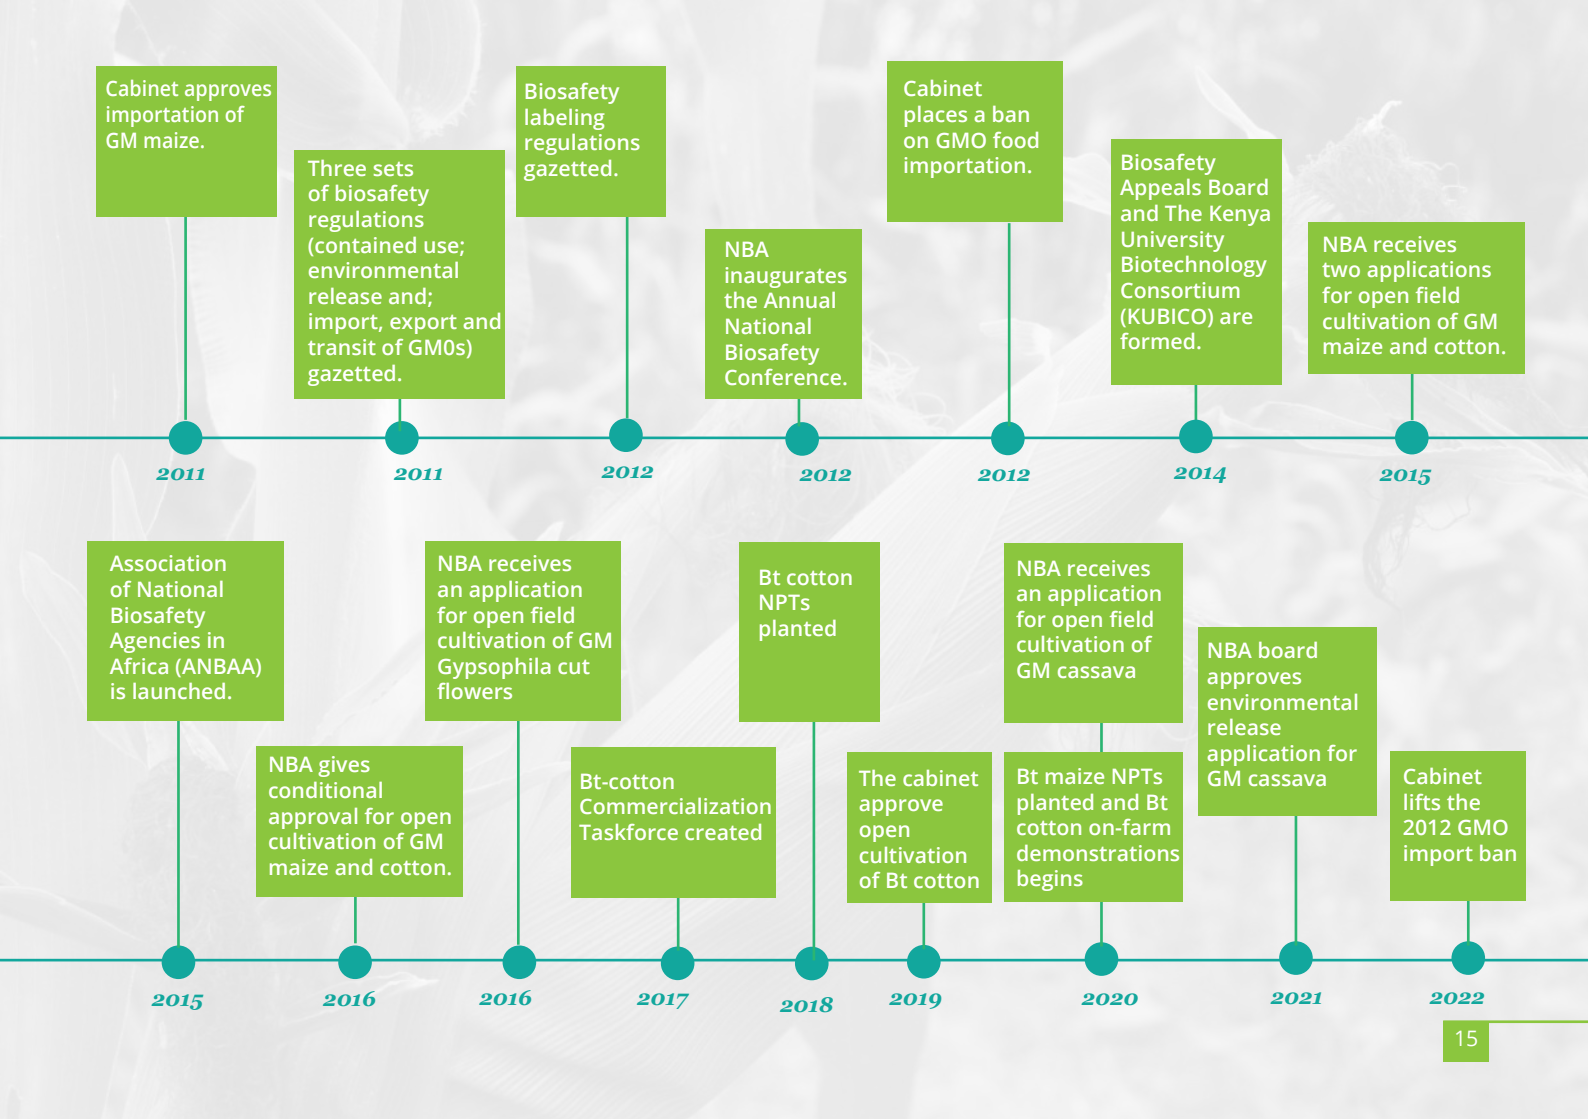 Cabinet approves
importation of
GM maize.
Three sets
of biosafety
regulations
(contained use;
environmental
release and;
import, export and
transit of GM0s)
gazetted.
Biosafety
labeling
regulations
gazetted.
NBA
inaugurates
the Annual
National
Biosafety
Conference.
Cabinet
places a ban
on GMO food
importation.
Biosafety
Appeals Board
and The Kenya
University
Biotechnology
Consortium
(KUBICO) are
formed.
NBA receives
two applications
for open field
cultivation of GM
maize and cotton.
2011
2011
2012
2012
2012
2014
2015
Association
of National
Biosafety
Agencies in
Africa (ANBAA)
is launched.
NBA gives
conditional
approval for open
cultivation of GM
maize and cotton.
NBA receives
an application
for open field
cultivation of GM
Gypsophila cut
flowers
Bt-cotton
Commercialization
Taskforce created
Bt cotton
NPTs
planted
The cabinet
approve
open
cultivation
of Bt cotton
NBA receives
an application
for open field
cultivation of
GM cassava
Bt maize NPTs
planted and Bt
cotton on-farm
demonstrations
begins
NBA board
approves
environmental
release
application for
GM cassava
Cabinet
lifts the
2012 GMO
import ban
2015
2016
2016
2017
2018
2019
2020
2021
2022
15